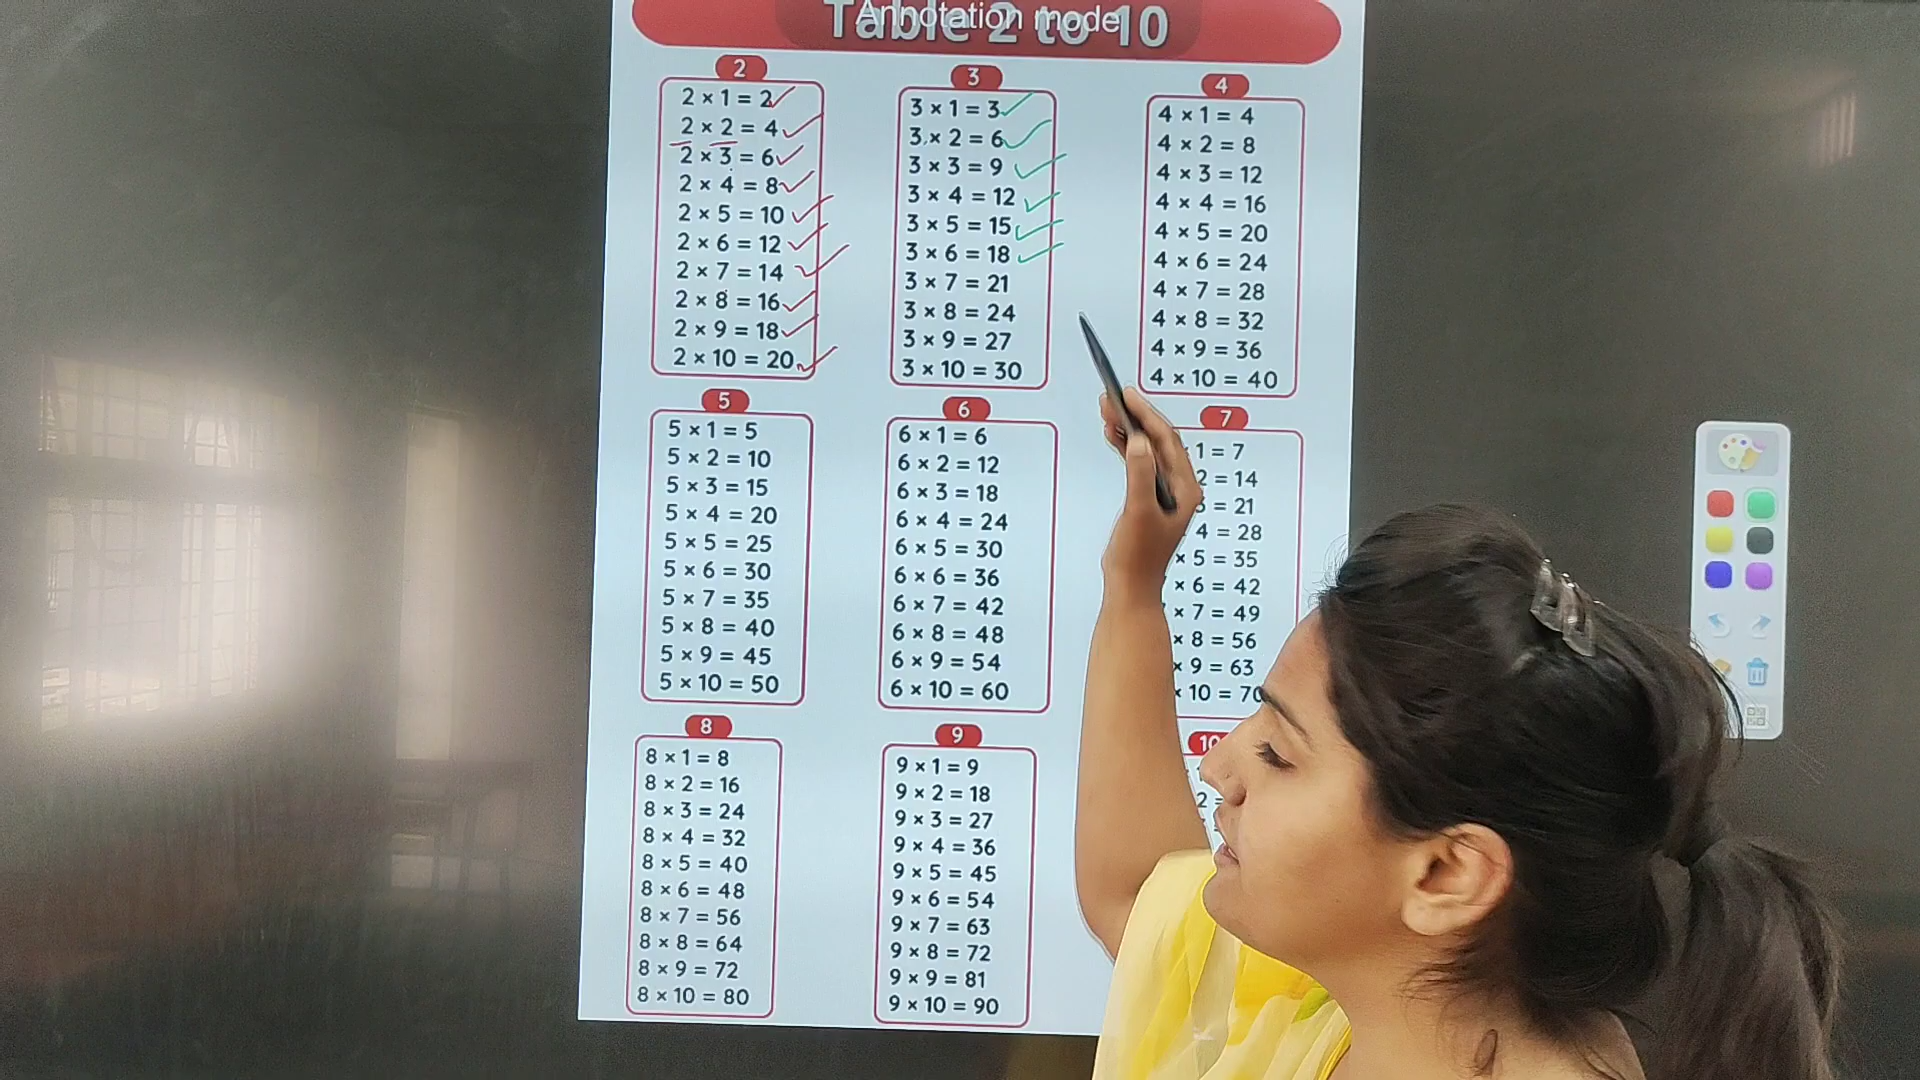 Table 2 to 10
Annotation mode
2
2 × 1 = 2
2 × 2 = 4
2 × 3 = 6
2 × 4 = 8
2 × 5 = 10
2 × 6 = 12
2 × 7 = 14
2 × 8 = 16
2 × 9 = 18
2 × 10 = 20
3
3 × 1 = 3
3 × 2 = 6
3 × 3 = 9
3 × 4 = 12
3 × 5 = 15
3 × 6 = 18
3 × 7 = 21
3 × 8 = 24
3 × 9 = 27
3 × 10 = 30
4
4 × 1 = 4
4 × 2 = 8
4 × 3 = 12
4 × 4 = 16
4 × 5 = 20
4 × 6 = 24
4 × 7 = 28
4 × 8 = 32
4 × 9 = 36
4 × 10 = 40
5
5 × 1 = 5
5 × 2 = 10
5 × 3 = 15
5 × 4 = 20
5 × 5 = 25
5 × 6 = 30
5 × 7 = 35
5 × 8 = 40
5 × 9 = 45
5 × 10 = 50
6
6 × 1 = 6
6 × 2 = 12
6 × 3 = 18
6 × 4 = 24
6 × 5 = 30
6 × 6 = 36
6 × 7 = 42
6 × 8 = 48
6 × 9 = 54
6 × 10 = 60
7
1 = 7
2 = 14
3 = 21
4 = 28
× 5 = 35
× 6 = 42
× 7 = 49
× 8 = 56
× 9 = 63
× 10 = 70
8
8 × 1 = 8
8 × 2 = 16
8 × 3 = 24
8 × 4 = 32
8 × 5 = 40
8 × 6 = 48
8 × 7 = 56
8 × 8 = 64
8 × 9 = 72
8 × 10 = 80
9
9 × 1 = 9
9 × 2 = 18
9 × 3 = 27
9 × 4 = 36
9 × 5 = 45
9 × 6 = 54
9 × 7 = 63
9 × 8 = 72
9 × 9 = 81
9 × 10 = 90
10
2 =